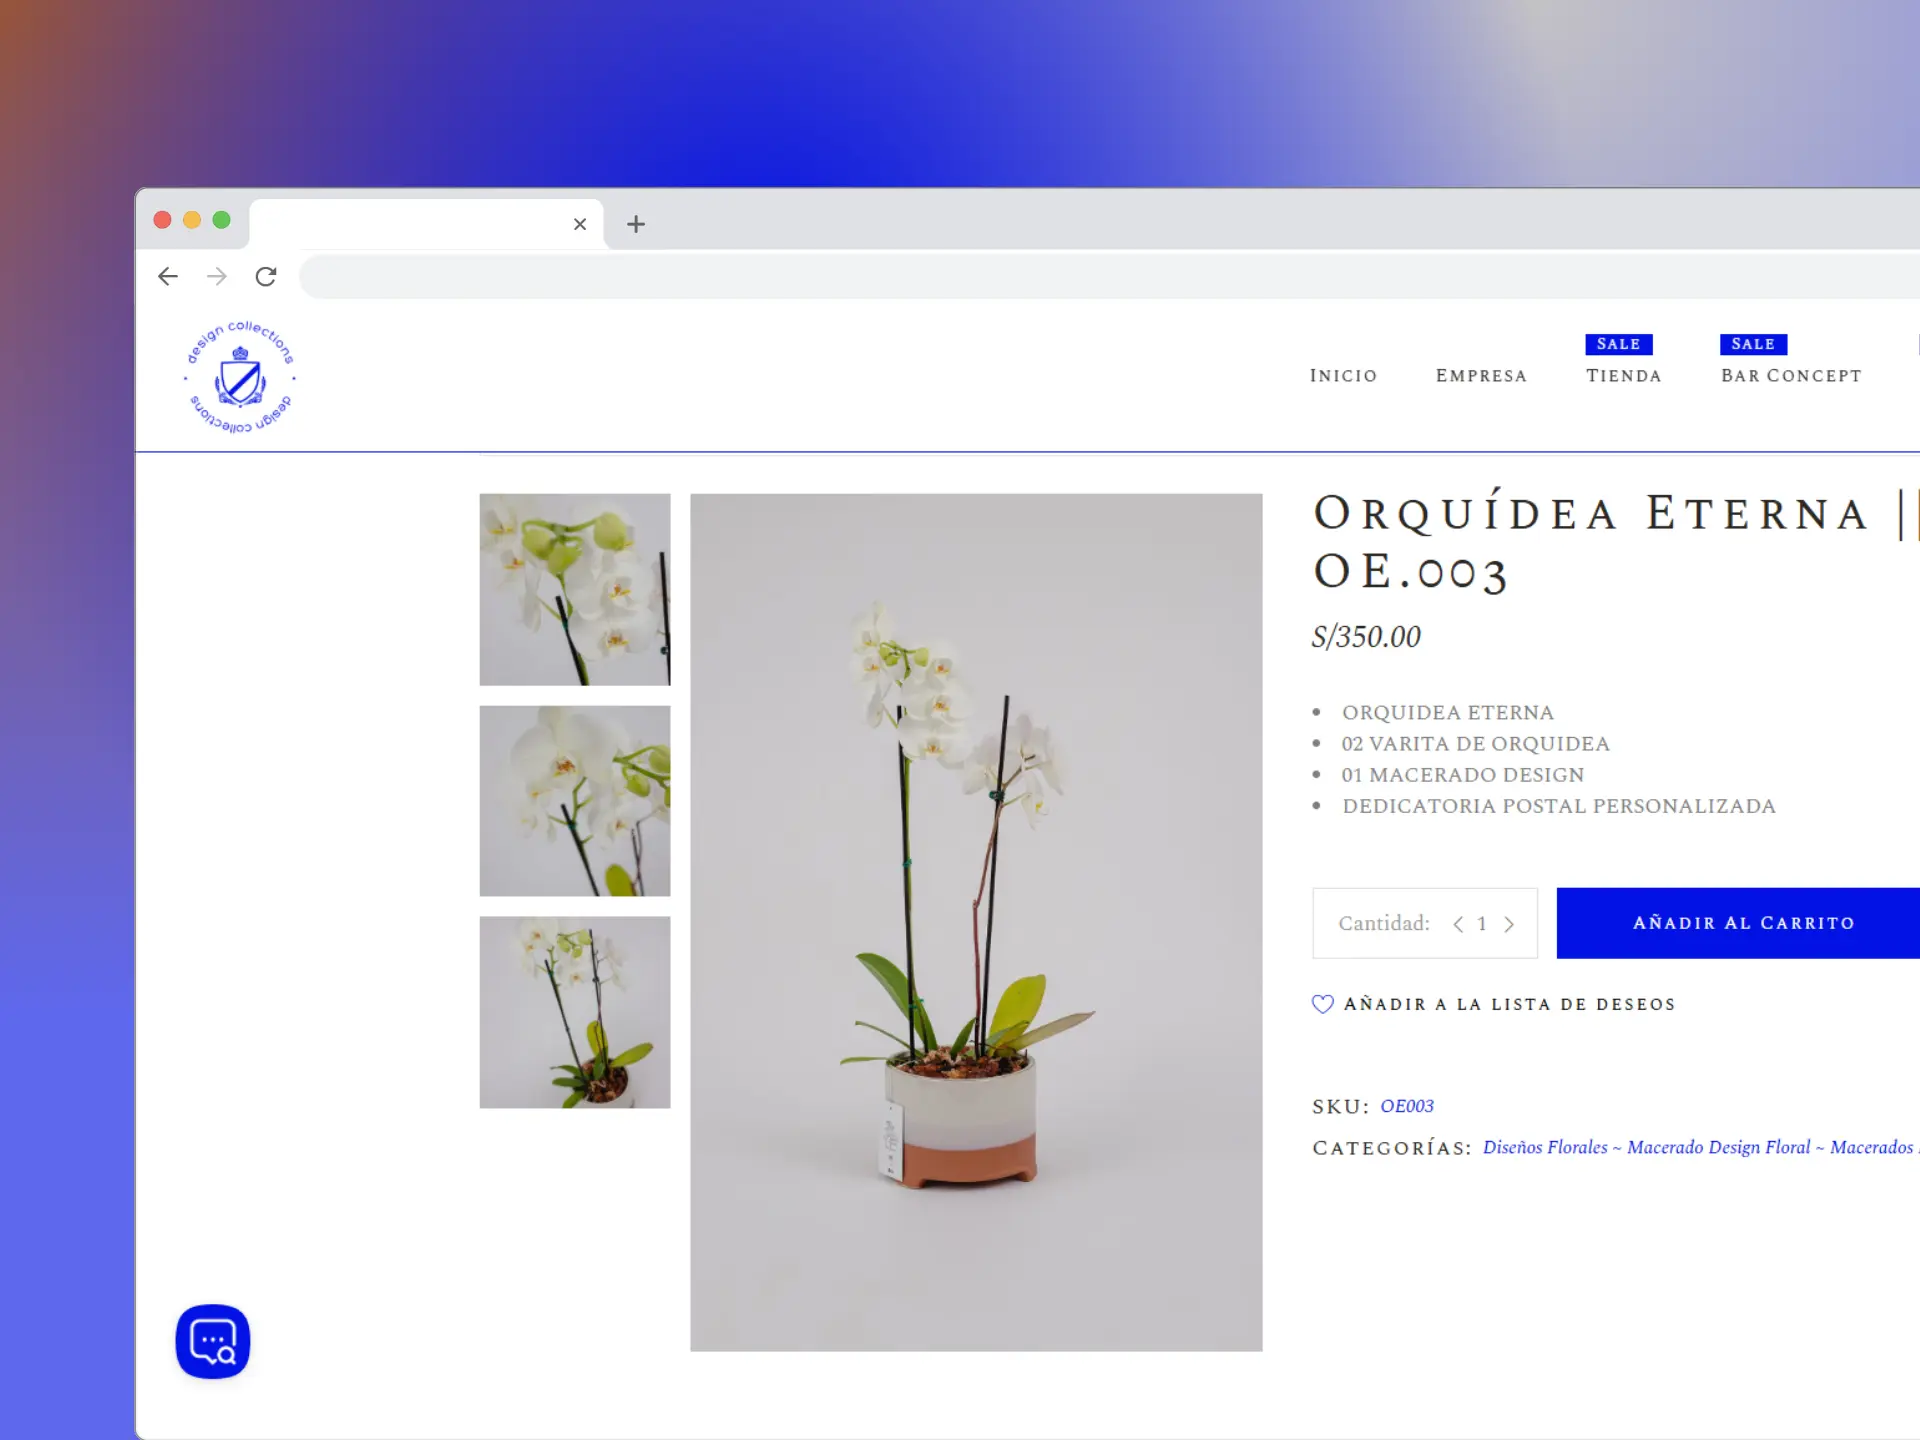 design collections
design collections
SALE
SALE
INICIO
EMPRESA
TIENDA
BAR CONCEPT
ORQUÍDEA ETERNA ||
OE.003
S/350.00
ORQUIDEA ETERNA
02 VARITA DE ORQUIDEA
01 MACERADO DESIGN
DEDICATORIA POSTAL PERSONALIZADA
Cantidad: < 1 >
AÑADIR AL CARRITO
AÑADIR A LA LISTA DE DESEOS
SKU: OE003
CATEGORÍAS: Diseños Florales ~ Macerado Design Floral ~ Macerados